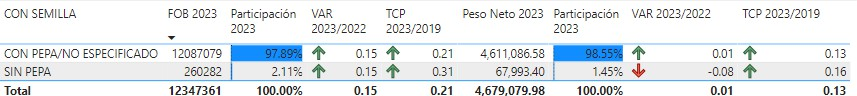 CON SEMILLA FOB 2023 Participación 2023 VAR 2023/2022 TCP 2023/2019 Peso Neto 2023 Participación 2023 VAR 2023/2022 TCP 2023/2019
CON PEPA/NO ESPECIFICADO 12087079 97.89% 0.15 0.21 4,611,086.58 98.55% 0.01 0.13
SIN PEPA 260282 2.11% 0.15 0.31 67,993.40 1.45% -0.08 0.16
Total 12347361 100.00% 0.15 0.21 4,679,079.98 100.00% 0.01 0.13